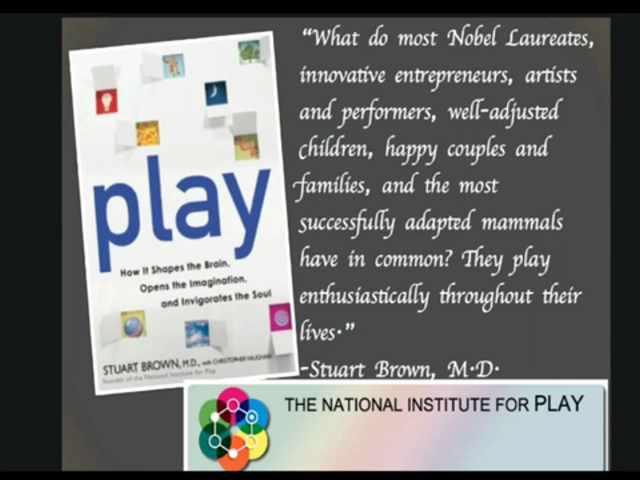 play
How It Shapes the Brain,
Opens the Imagination,
and Invigorates the Soul
STUART BROWN, M.D., with CHRISTOPHER VAUGHAN
Founder of the National Institute for Play
“What do most Nobel Laureates,
innovative entrepreneurs, artists
and performers, well-adjusted
children, happy couples and
families, and the most
successfully adapted mammals
have in common? They play
enthusiastically throughout their
lives.”
-Stuart Brown, M.D.
THE NATIONAL INSTITUTE FOR PLAY